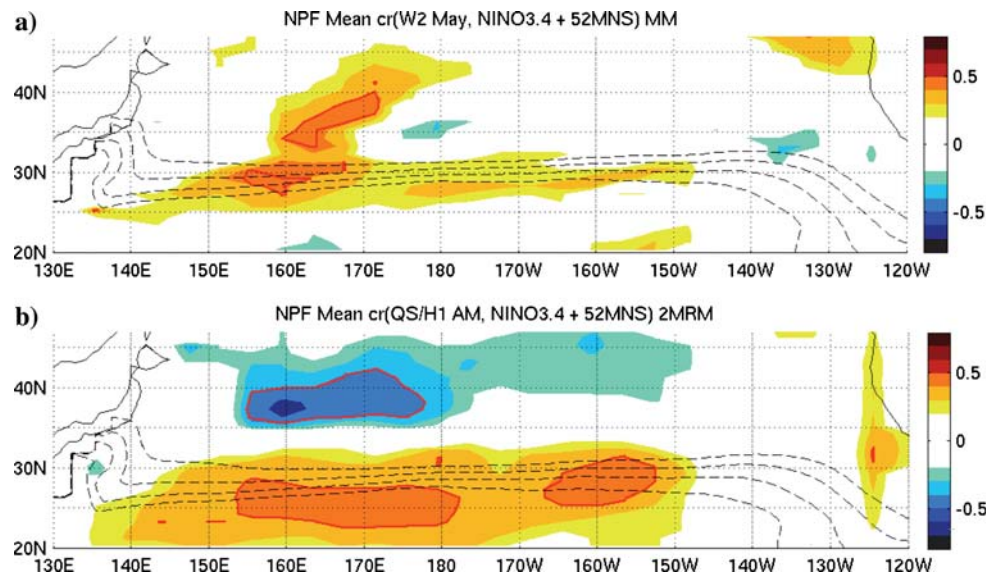 a)
NPF Mean cr(W2 May, NINO3.4 + 52MNS) MM
40N
30N
20N
130E 140E 150E 160E 170E 180 170W 160W 150W 140W 130W 120W
0.5
0
-0.5
b)
NPF Mean cr(QS/H1 AM, NINO3.4 + 52MNS) 2MRM
40N
30N
20N
130E 140E 150E 160E 170E 180 170W 160W 150W 140W 130W 120W
0.5
0
-0.5